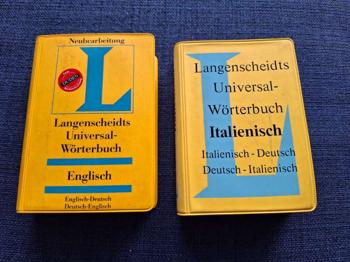 Neubearbeitung
L
Langenscheidts
Universal-
Wörterbuch
Englisch
Englisch-Deutsch
Deutsch-Englisch
L
Langenscheidts
Universal-
Wörterbuch
Italienisch
Italienisch - Deutsch
Deutsch - Italienisch